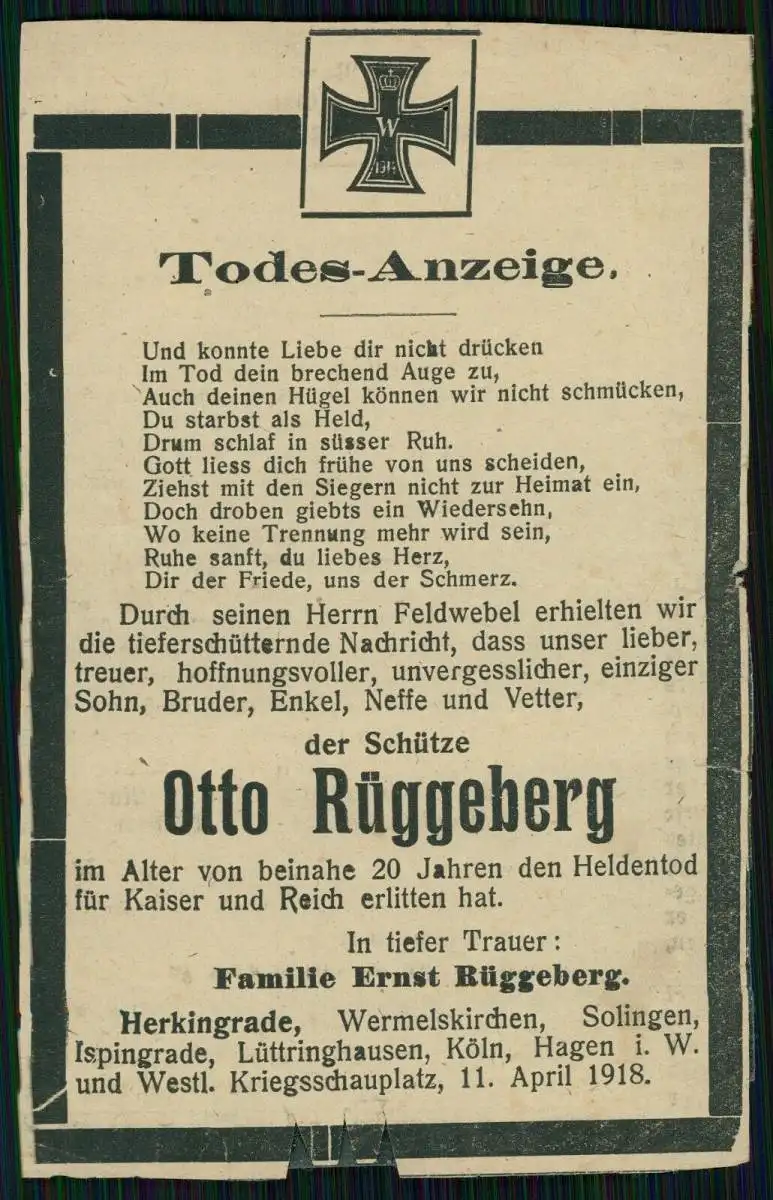 W
1914
Todes-Anzeige.
Und konnte Liebe dir nicht drücken
Im Tod dein brechend Auge zu,
Auch deinen Hügel können wir nicht schmücken,
Du starbst als Held,
Drum schlaf in süsser Ruh.
Gott liess dich frühe von uns scheiden,
Ziehst mit den Siegern nicht zur Heimat ein,
Doch droben giebts ein Wiedersehn,
Wo keine Trennung mehr wird sein,
Ruhe sanft, du liebes Herz,
Dir der Friede, uns der Schmerz.
Durch seinen Herrn Feldwebel erhielten wir
die tieferschütternde Nachricht, dass unser lieber,
treuer, hoffnungsvoller, unvergesslicher, einziger
Sohn, Bruder, Enkel, Neffe und Vetter,
der Schütze
Otto Rüggeberg
im Alter von beinahe 20 Jahren den Heldentod
für Kaiser und Reich erlitten hat.
In tiefer Trauer:
Familie Ernst Rüggeberg.
Herkingrade, Wermelskirchen, Solingen,
Ispingrade, Lüttringhausen, Köln, Hagen i. W.
und Westl. Kriegsschauplatz, 11. April 1918.